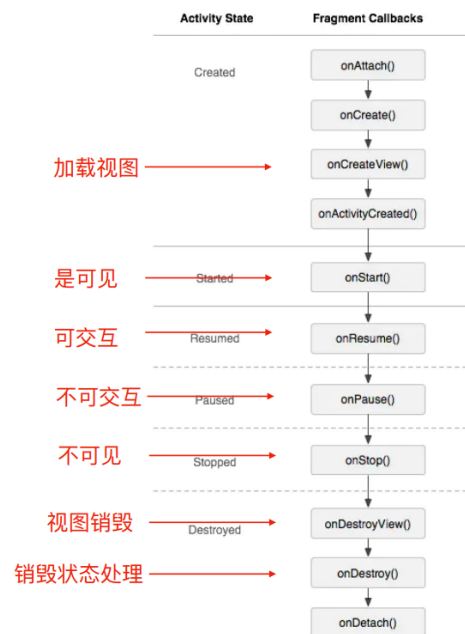 Activity State Fragment Callbacks
Created
onAttach()
onCreate()
加载视图
onCreateView()
onActivityCreated()
是可见
Started
onStart()
可交互
Resumed
onResume()
不可交互
Paused
onPause()
不可见
Stopped
onStop()
视图销毁
Destroyed
onDestroyView()
销毁状态处理
onDestroy()
onDetach()